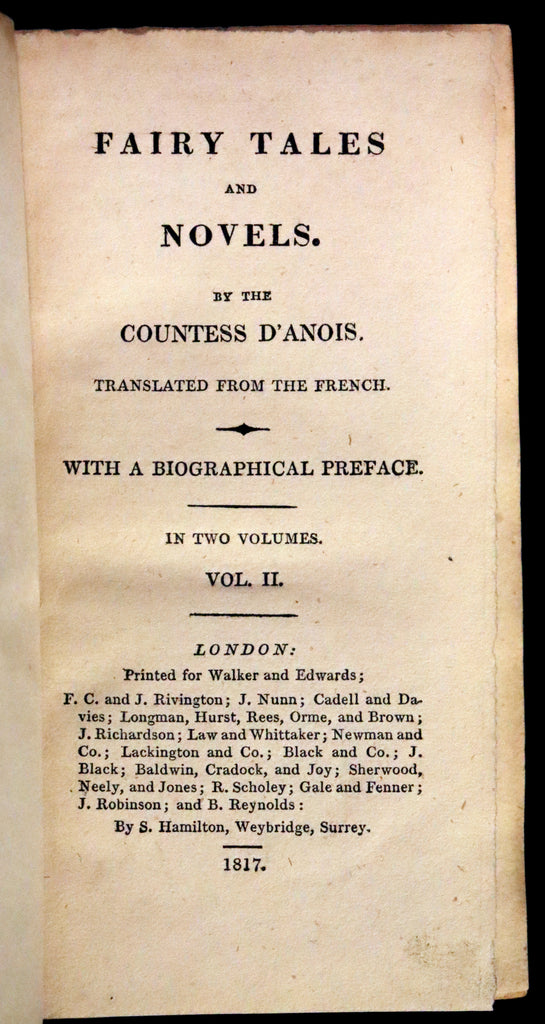 FAIRY TALES
AND
NOVELS.
BY THE
COUNTESS D'ANOIS.
TRANSLATED FROM THE FRENCH.
WITH A BIOGRAPHICAL PREFACE.
IN TWO VOLUMES.
VOL. II.
LONDON:
Printed for Walker and Edwards;
F. C. and J. Rivington; J. Nunn; Cadell and Da-
vies; Longman, Hurst, Rees, Orme, and Brown;
J. Richardson; Law and Whittaker; Newman and
Co.; Lackington and Co.; Black and Co.; J.
Black; Baldwin, Cradock, and Joy; Sherwood,
Neely, and Jones; R. Scholey; Gale and Fenner;
J. Robinson; and B. Reynolds:
By S. Hamilton, Weybridge, Surrey.
1817.